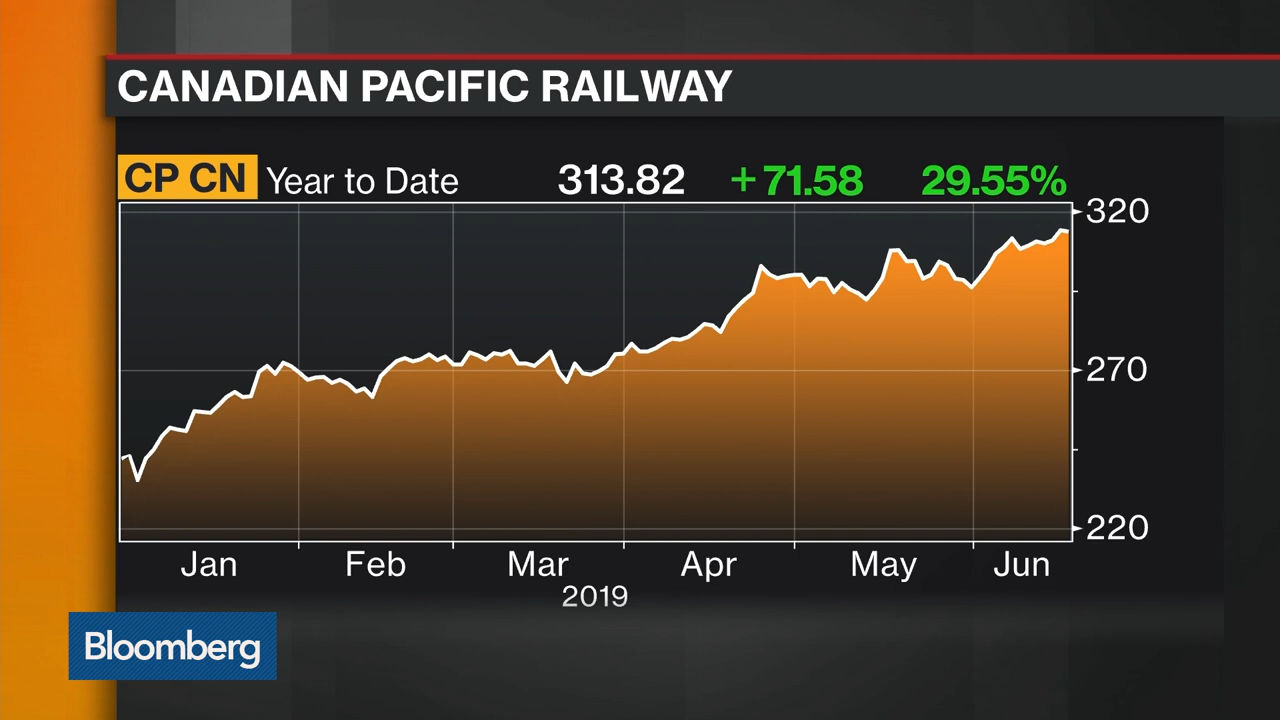 CANADIAN PACIFIC RAILWAY
CP CN Year to Date 313.82 +71.58 29.55%
320
270
220
Jan Feb Mar Apr May Jun
2019
Bloomberg